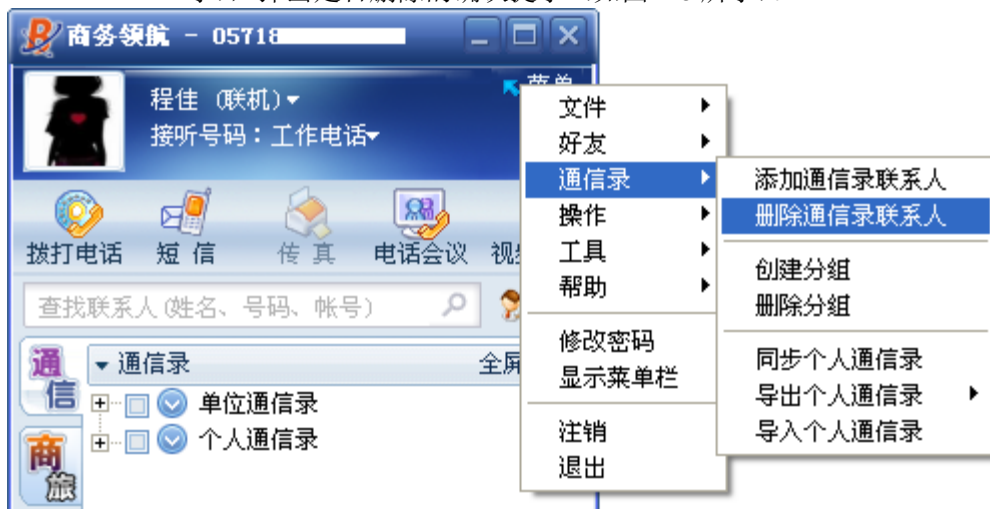 商务领航 - 05718
程佳 (联机)
接听号码：工作电话
菜单
拨打电话
短信
传真
电话会议
查找联系人(姓名、号码、帐号)
通信
通信录
全屏
单位通信录
个人通信录
商旅
文件
好友
通信录
操作
工具
帮助
修改密码
显示菜单栏
注销
退出
添加通信录联系人
删除通信录联系人
创建分组
删除分组
同步个人通信录
导出个人通信录
导入个人通信录